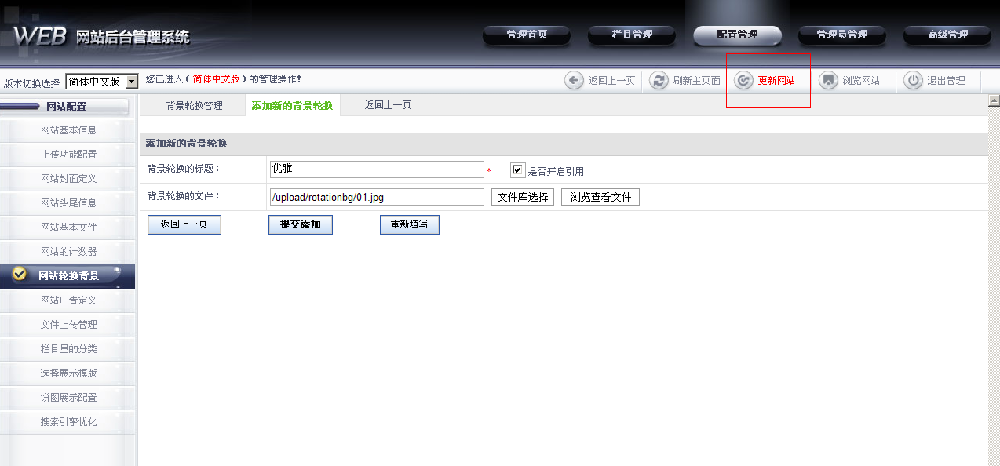 WEB 网站后台管理系统
管理首页 栏目管理 配置管理 管理员管理 高级管理
版本切换选择 简体中文版 您已进入(简体中文版)的管理操作!
返回上一页 刷新主页面 更新网站 浏览网站 退出管理
网站配置
网站基本信息
上传功能配置
网站封面定义
网站头尾信息
网站基本文件
网站的计数器
网站轮换背景
网站广告定义
文件上传管理
栏目里的分类
选择展示模版
饼图展示配置
搜索引擎优化
背景轮换管理 添加新的背景轮换 返回上一页
添加新的背景轮换
背景轮换的标题: 优雅 * 是否开启引用
背景轮换的文件: /upload/rotationbg/01.jpg 文件库选择 浏览查看文件
返回上一页 提交添加 重新填写